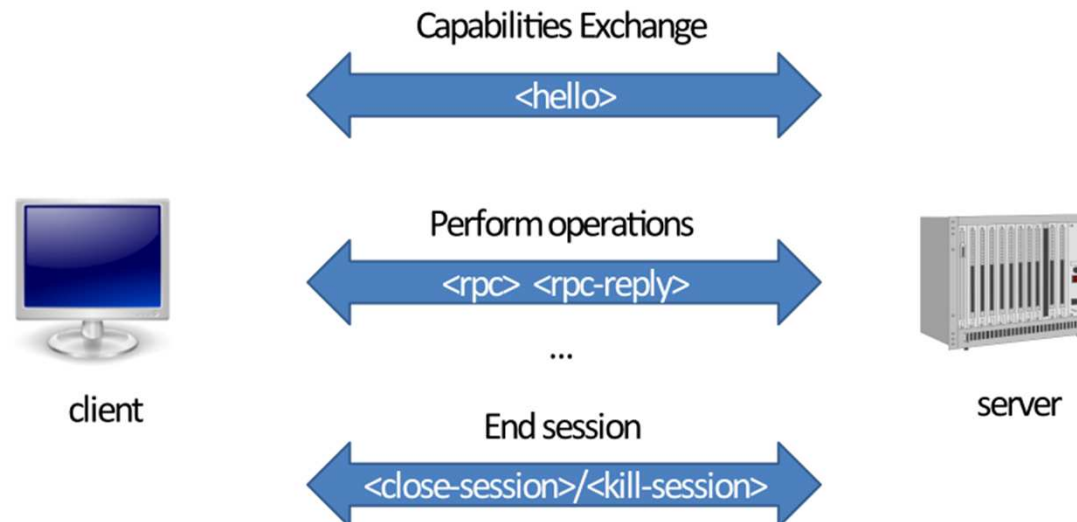 Capabilities Exchange
<hello>
Perform operations
<rpc> <rpc-reply>
...
client
server
End session
<close-session>/<kill-session>